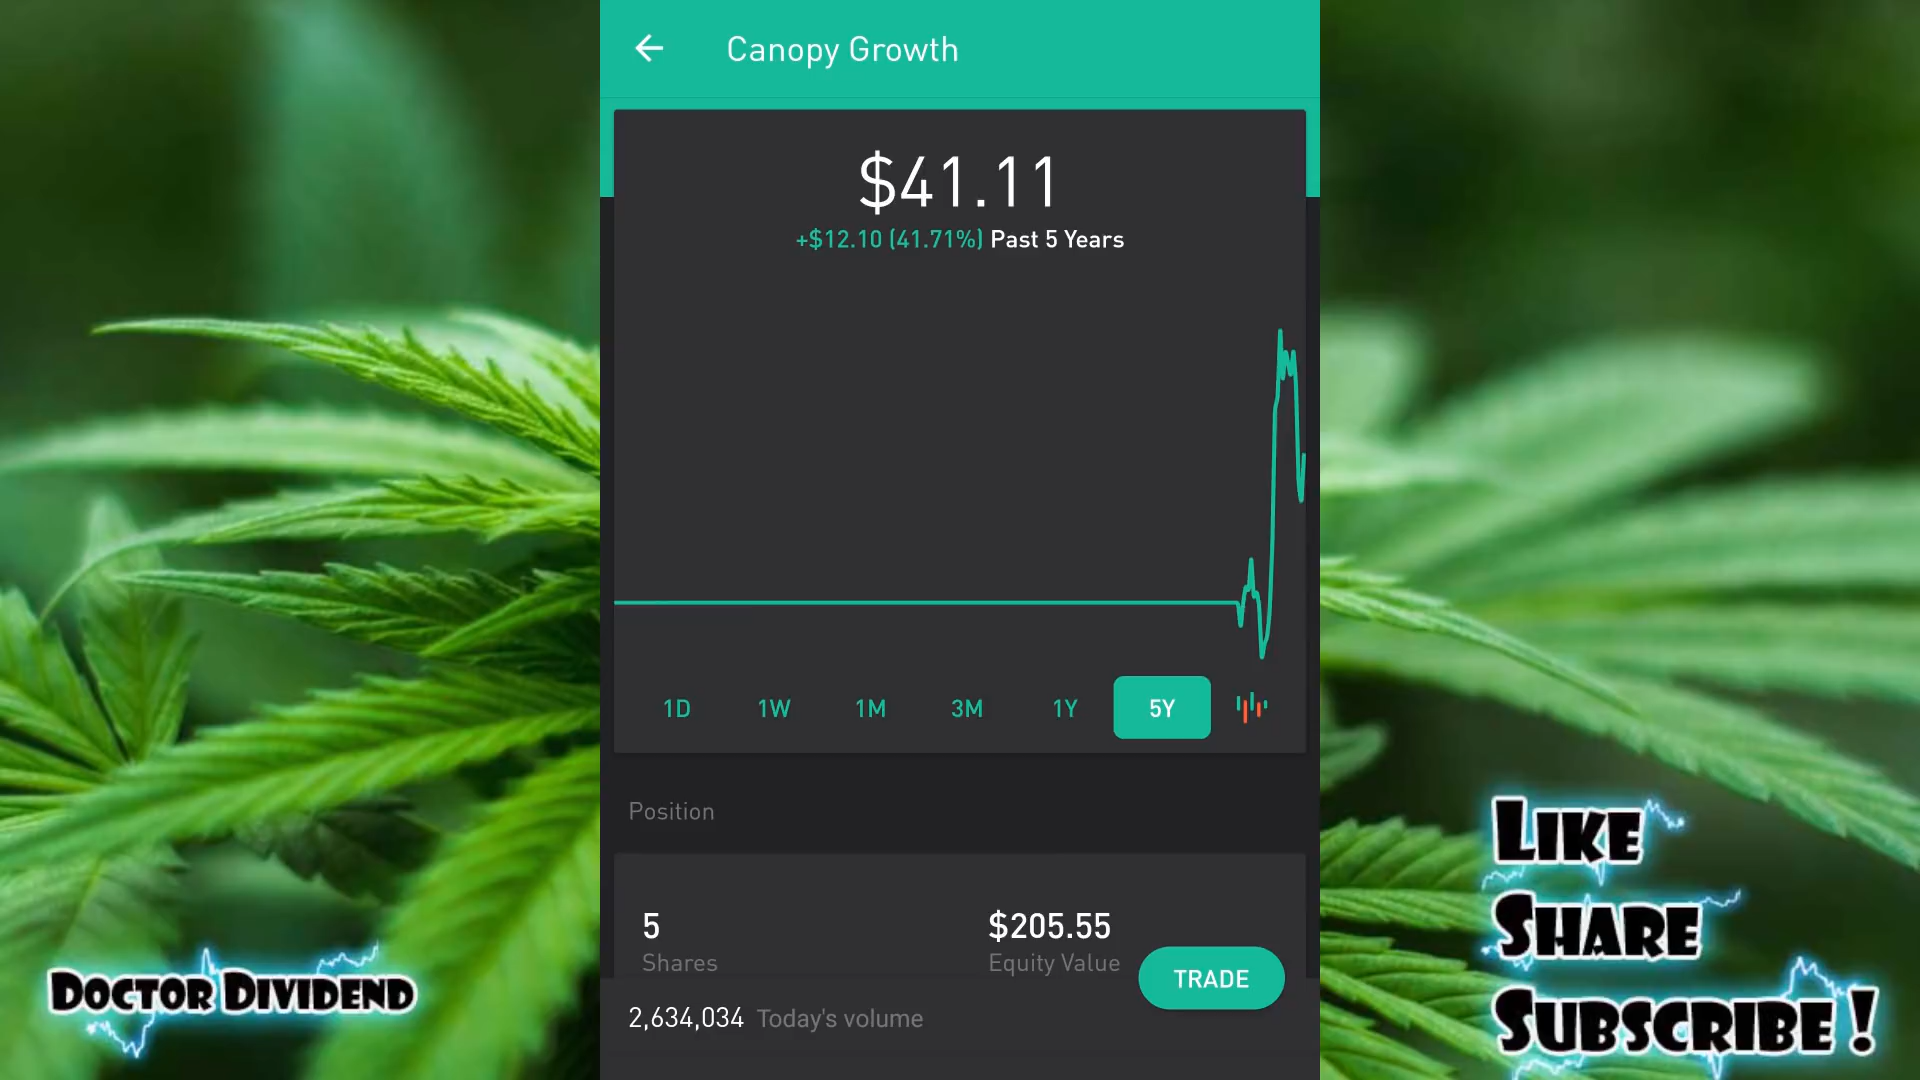 Canopy Growth
$41.11
+$12.10 (41.71%) Past 5 Years
1D 1W 1M 3M 1Y 5Y
Position
5 $205.55
Shares Equity Value
TRADE
2,634,034 Today's volume
DOCTOR DIVIDEND
LIKE
SHARE
SUBSCRIBE!